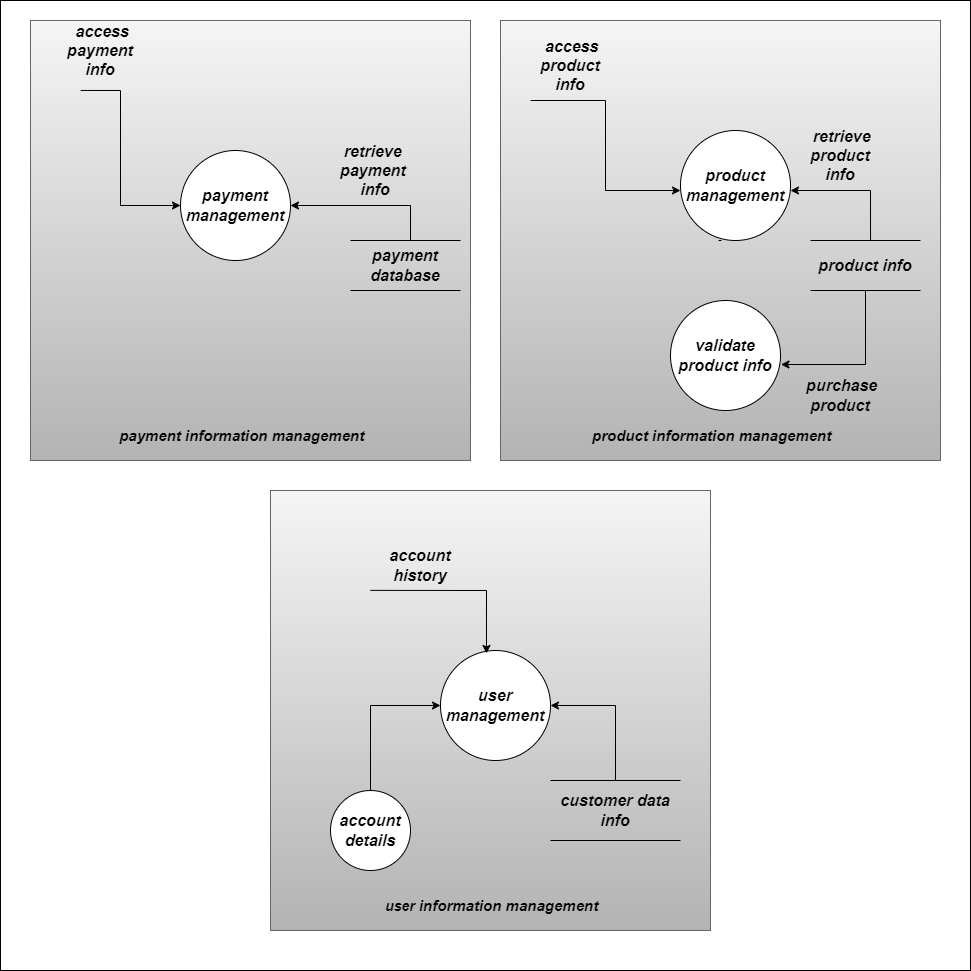 access
payment
info
payment
management
retrieve
payment
info
payment
database
payment information management
access
product
info
product
management
retrieve
product
info
product info
validate
product info
purchase
product
product information management
account
history
user
management
account
details
customer data
info
user information management